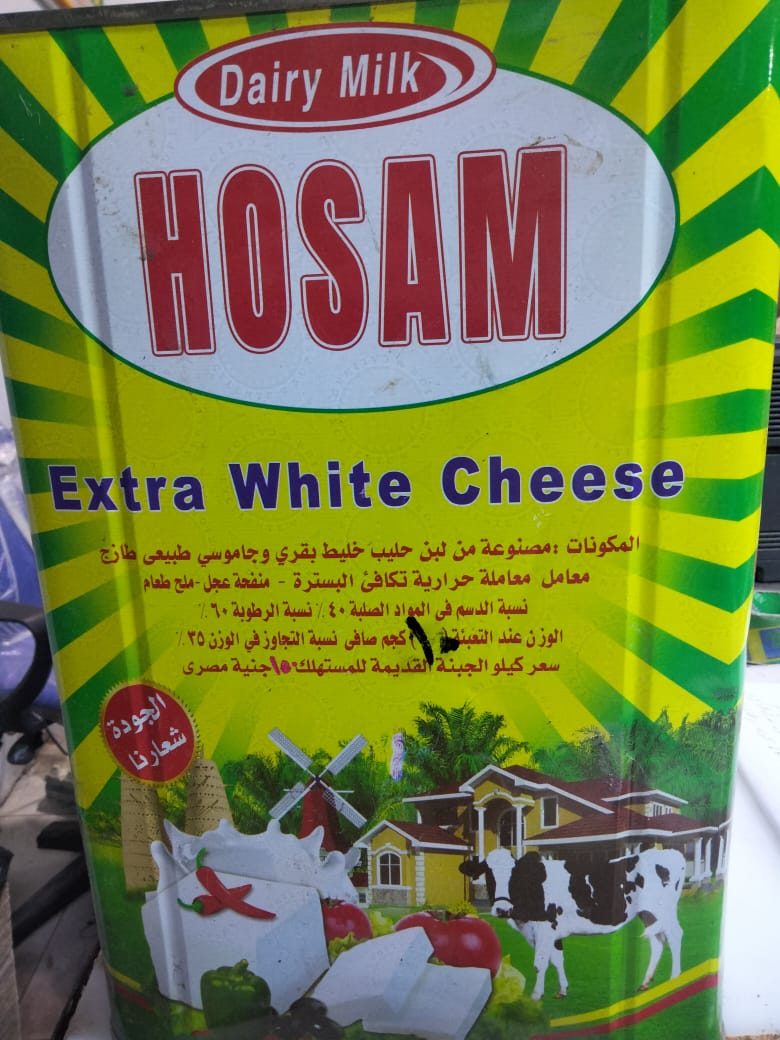 Dairy Milk
HOSAM
Extra White Cheese
المكونات : مصنوعة من لبن حليب خليط بقري وجاموسي طبيعى طازج
معامل معاملة حرارية تكافئ البسترة - منفحة عجل - ملح طعام
نسبة الدسم فى المواد الصلبة ٤٠ ٪ نسبة الرطوبة ٦٠ ٪
الوزن عند التعبئة كجم صافى نسبة التجاوز في الوزن ٣٥ ٪
سعر كيلو الجبنة القديمة للمستهلك جنية مصرى
الجودة
شعارنا